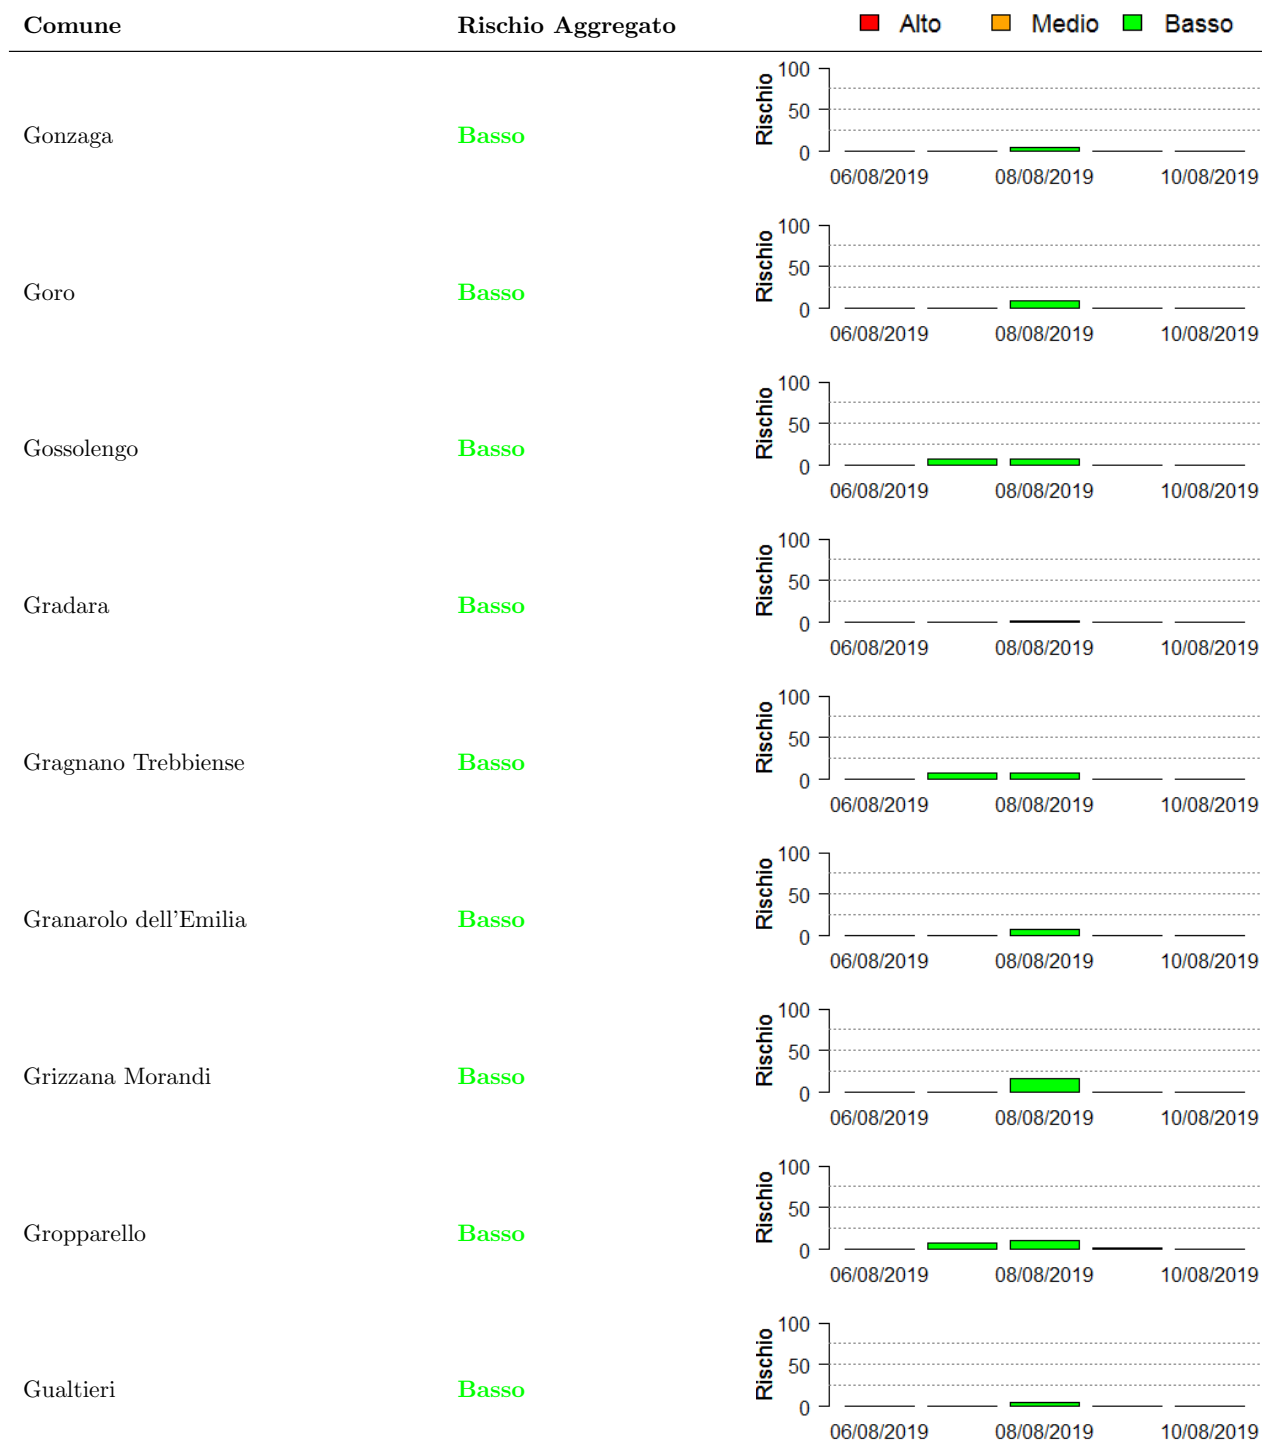 Comune Rischio Aggregato Alto Medio Basso
Gonzaga Basso
Rischio
100
50
0
06/08/2019 08/08/2019 10/08/2019
Goro Basso
Rischio
100
50
0
06/08/2019 08/08/2019 10/08/2019
Gossolengo Basso
Rischio
100
50
0
06/08/2019 08/08/2019 10/08/2019
Gradara Basso
Rischio
100
50
0
06/08/2019 08/08/2019 10/08/2019
Gragnano Trebbiense Basso
Rischio
100
50
0
06/08/2019 08/08/2019 10/08/2019
Granarolo dell'Emilia Basso
Rischio
100
50
0
06/08/2019 08/08/2019 10/08/2019
Grizzana Morandi Basso
Rischio
100
50
0
06/08/2019 08/08/2019 10/08/2019
Gropparello Basso
Rischio
100
50
0
06/08/2019 08/08/2019 10/08/2019
Gualtieri Basso
Rischio
100
50
0
06/08/2019 08/08/2019 10/08/2019